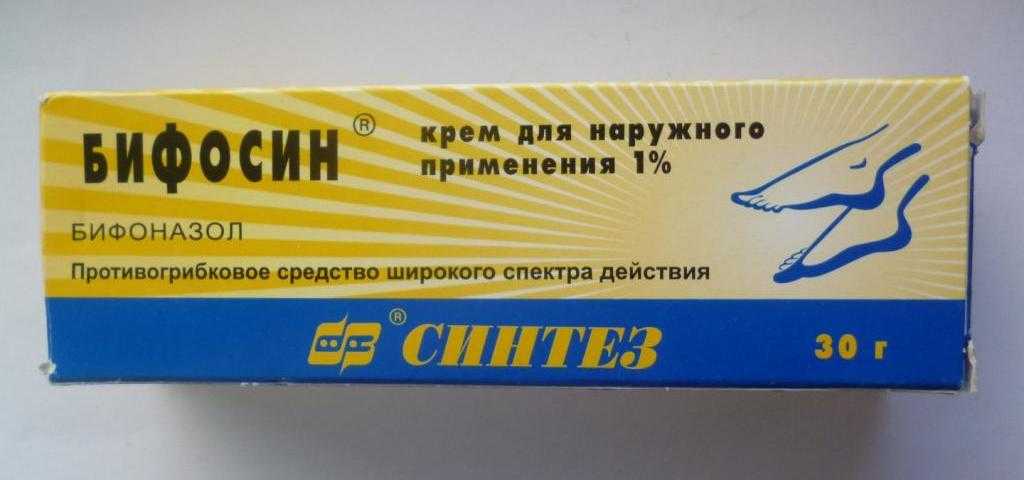 БИФОСИН®
крем для наружного
применения 1%
БИФОНАЗОЛ
Противогрибковое средство широкого спектра действия
® СИНТЕЗ
30 г